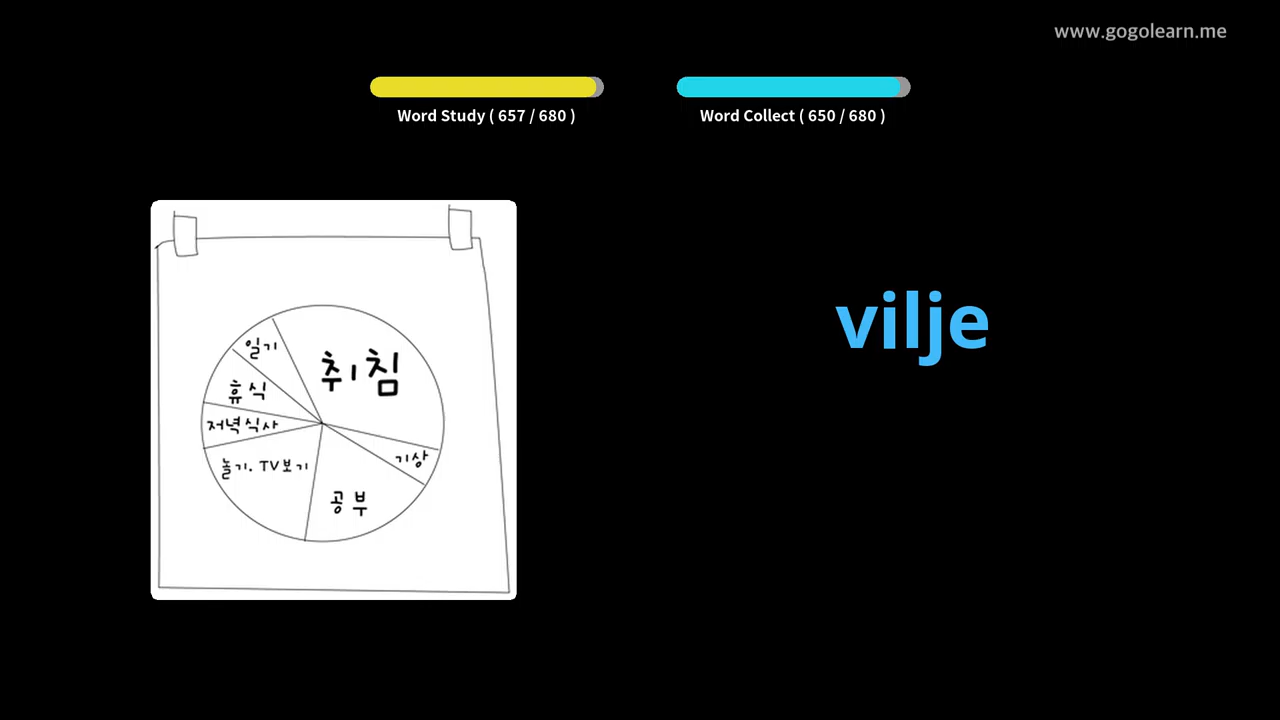 www.gogolearn.me
Word Study ( 657 / 680 )
Word Collect ( 650 / 680 )
vilje
일기
취침
휴식
저녁식사
기상
놀기. TV보기
공부